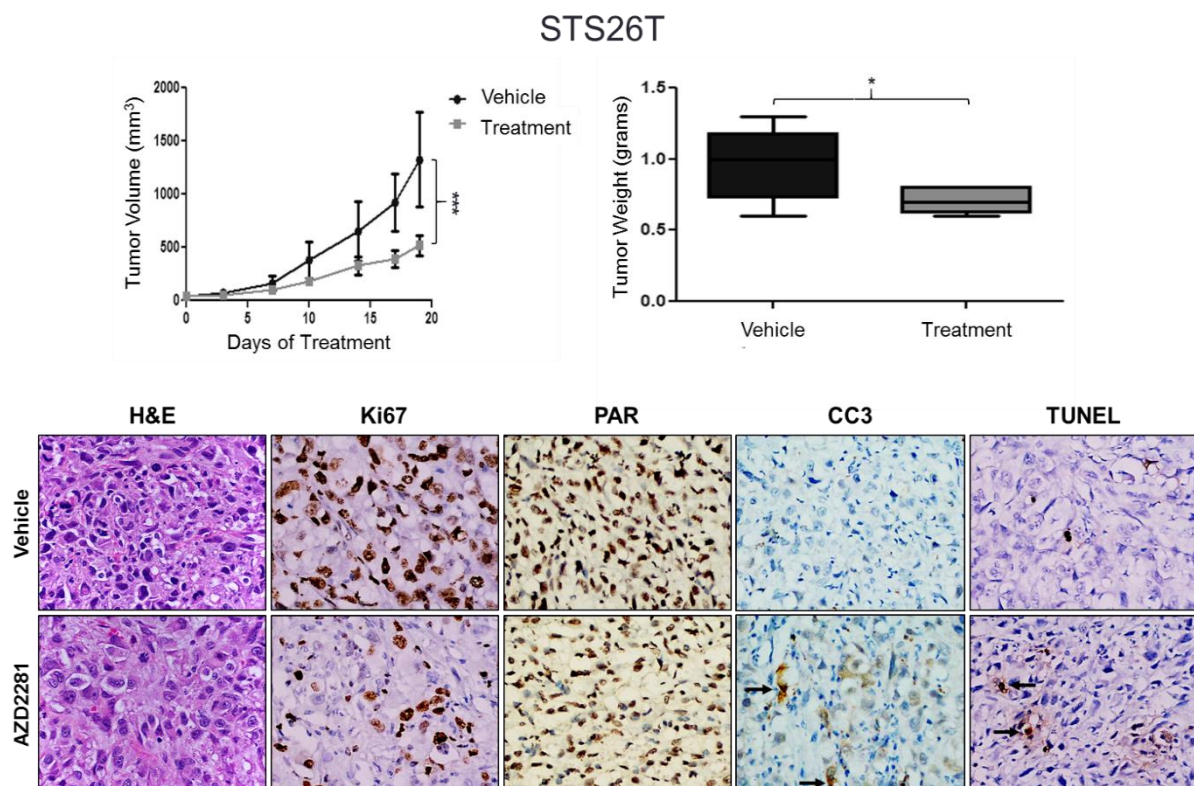 STS26T
Tumor Volume (mm³)
2000
1500
1000
500
0
0 5 10 15 20
Days of Treatment
Vehicle
Treatment
***
Tumor Weight (grams)
1.5
1.0
0.5
0.0
*
Vehicle Treatment
H&E Ki67 PAR CC3 TUNEL
Vehicle
AZD2281